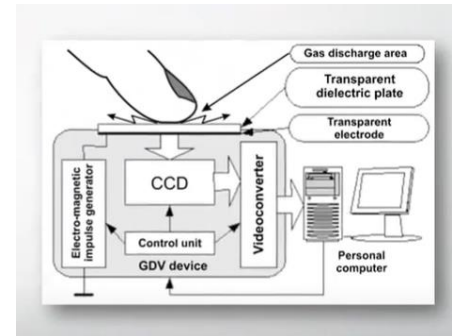 Gas discharge area
Transparent
dielectric plate
Transparent
electrode
CCD
Electro-magnetic
impulse generator
Videoconverter
Control unit
GDV device
Personal
computer